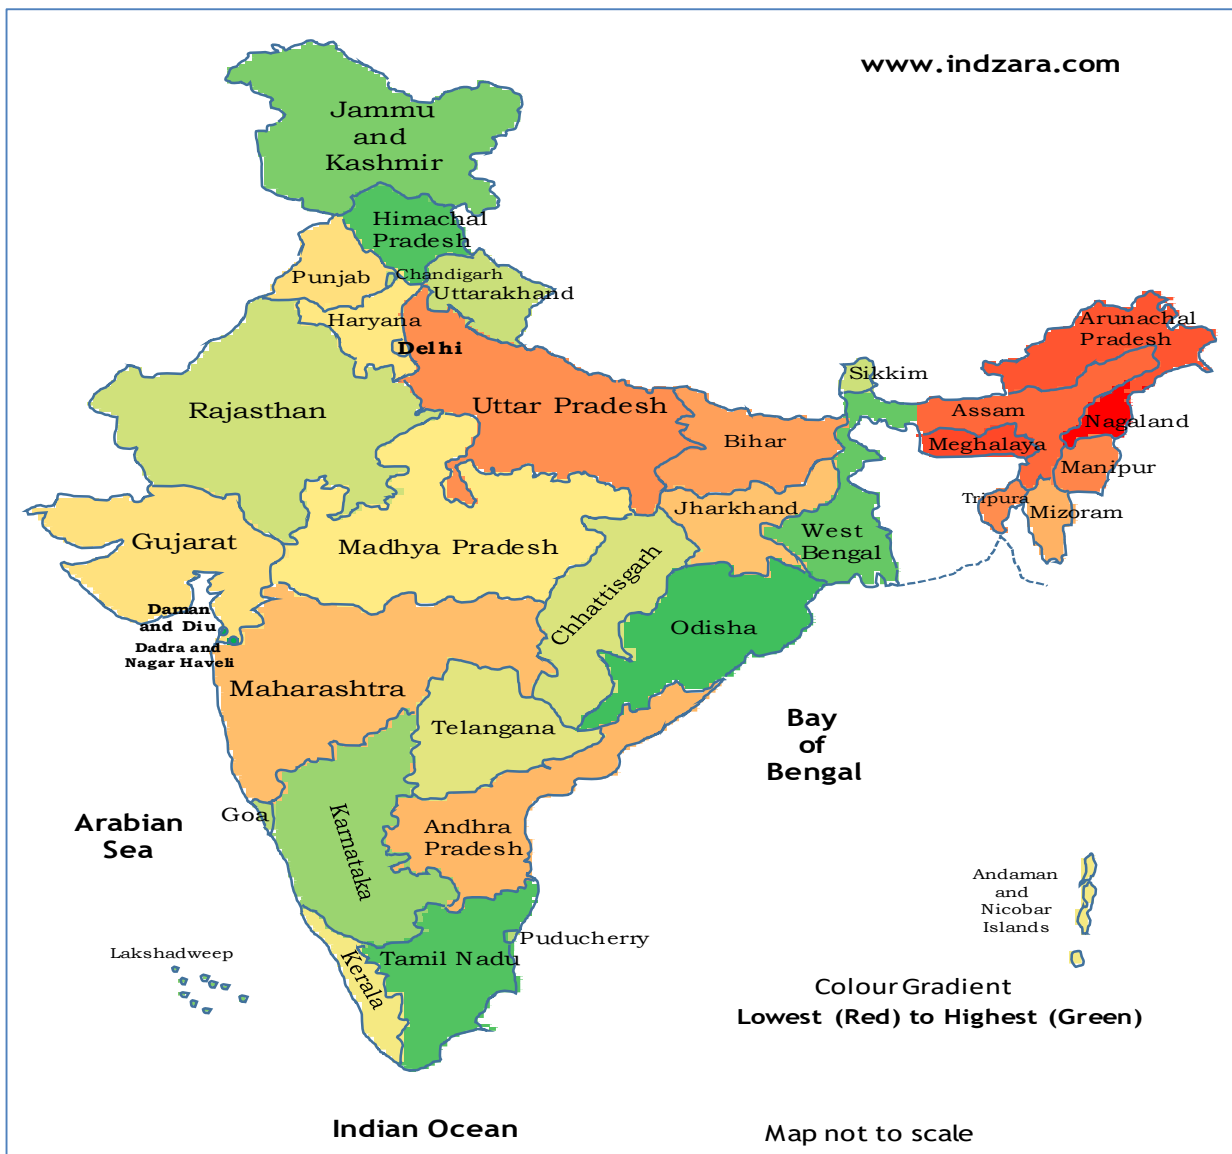 www.indzara.com
Jammu
and
Kashmir
Himachal
Pradesh
Punjab
Chandigarh
Uttarakhand
Haryana
Delhi
Arunachal
Pradesh
Sikkim
Rajasthan
Uttar Pradesh
Assam
Nagaland
Bihar
Meghalaya
Manipur
Tripura
Jharkhand
Mizoram
West
Bengal
Gujarat
Madhya Pradesh
Chhattisgarh
Daman
and Diu
Dadra and
Nagar Haveli
Odisha
Maharashtra
Telangana
Bay
of
Bengal
Goa
Arabian
Sea
Karnataka
Andhra
Pradesh
Andaman
and
Nicobar
Islands
Puducherry
Lakshadweep
Kerala
Tamil Nadu
Colour Gradient
Lowest (Red) to Highest (Green)
Indian Ocean
Map not to scale